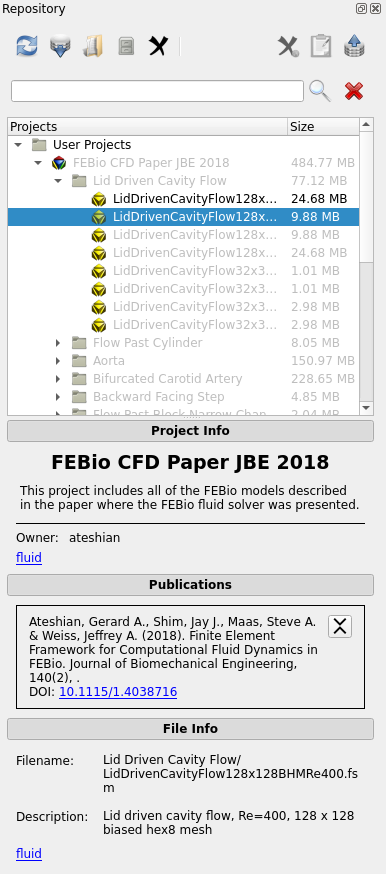 Repository
Projects Size
User Projects
FEBio CFD Paper JBE 2018 484.77 MB
Lid Driven Cavity Flow 77.12 MB
LidDrivenCavityFlow128x... 24.68 MB
LidDrivenCavityFlow128x... 9.88 MB
LidDrivenCavityFlow128x... 9.88 MB
LidDrivenCavityFlow128x... 24.68 MB
LidDrivenCavityFlow32x3... 1.01 MB
LidDrivenCavityFlow32x3... 1.01 MB
LidDrivenCavityFlow32x3... 2.98 MB
LidDrivenCavityFlow32x3... 2.98 MB
Flow Past Cylinder 8.05 MB
Aorta 150.97 MB
Bifurcated Carotid Artery 228.65 MB
Backward Facing Step 4.85 MB
Flow Past Block Narrow Chan 2.04 MB
Project Info
FEBio CFD Paper JBE 2018
This project includes all of the FEBio models described
in the paper where the FEBio fluid solver was presented.
Owner: ateshian
fluid
Publications
Ateshian, Gerard A., Shim, Jay J., Maas, Steve A.
& Weiss, Jeffrey A. (2018). Finite Element
Framework for Computational Fluid Dynamics in
FEBio. Journal of Biomechanical Engineering,
140(2), .
DOI: 10.1115/1.4038716
File Info
Filename: Lid Driven Cavity Flow/
LidDrivenCavityFlow128x128BHMRe400.fs
m
Description: Lid driven cavity flow, Re=400, 128 x 128
biased hex8 mesh
fluid